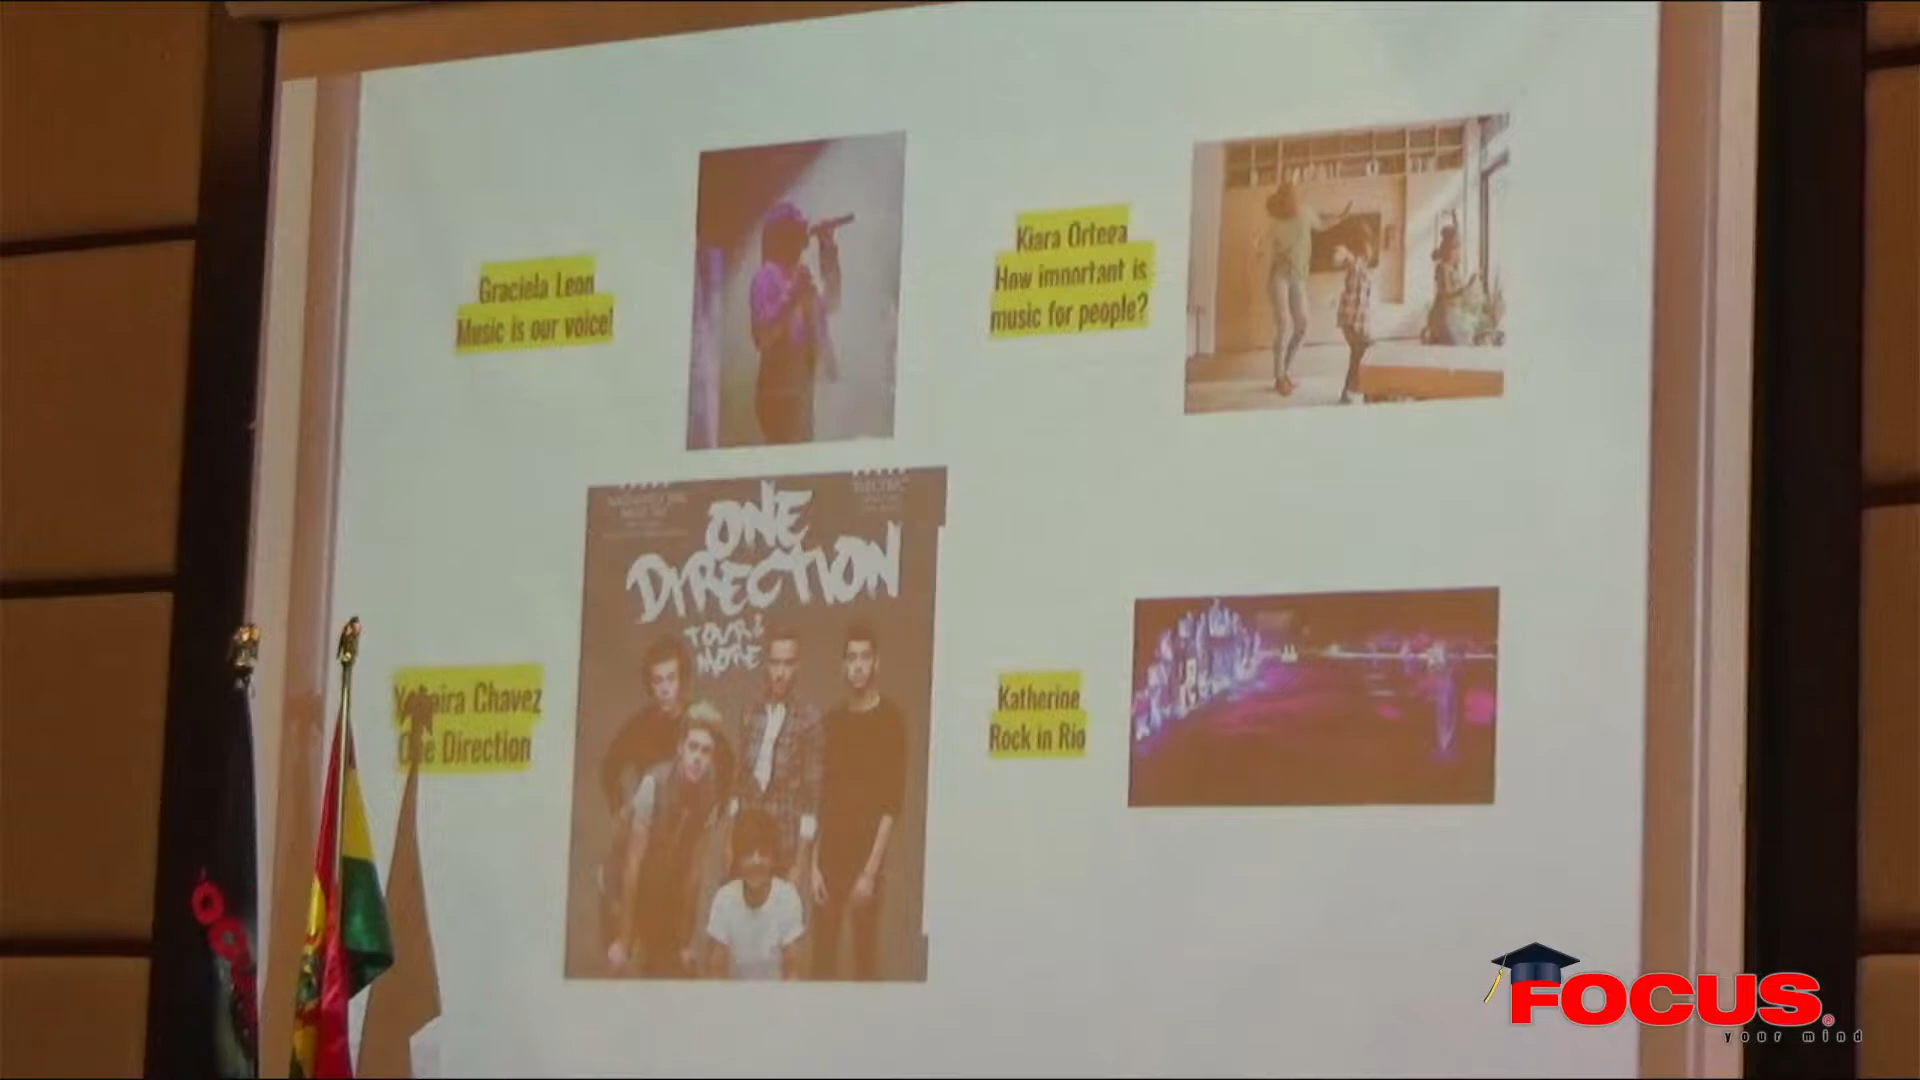 Graciela Leon
Music is our voice!
Kiara Ortega
How important is
music for people?
ONE
DIRECTION
TOUR &
MORE
Chavez
One Direction
Katherine
Rock in Rio
FOCUS
your mind